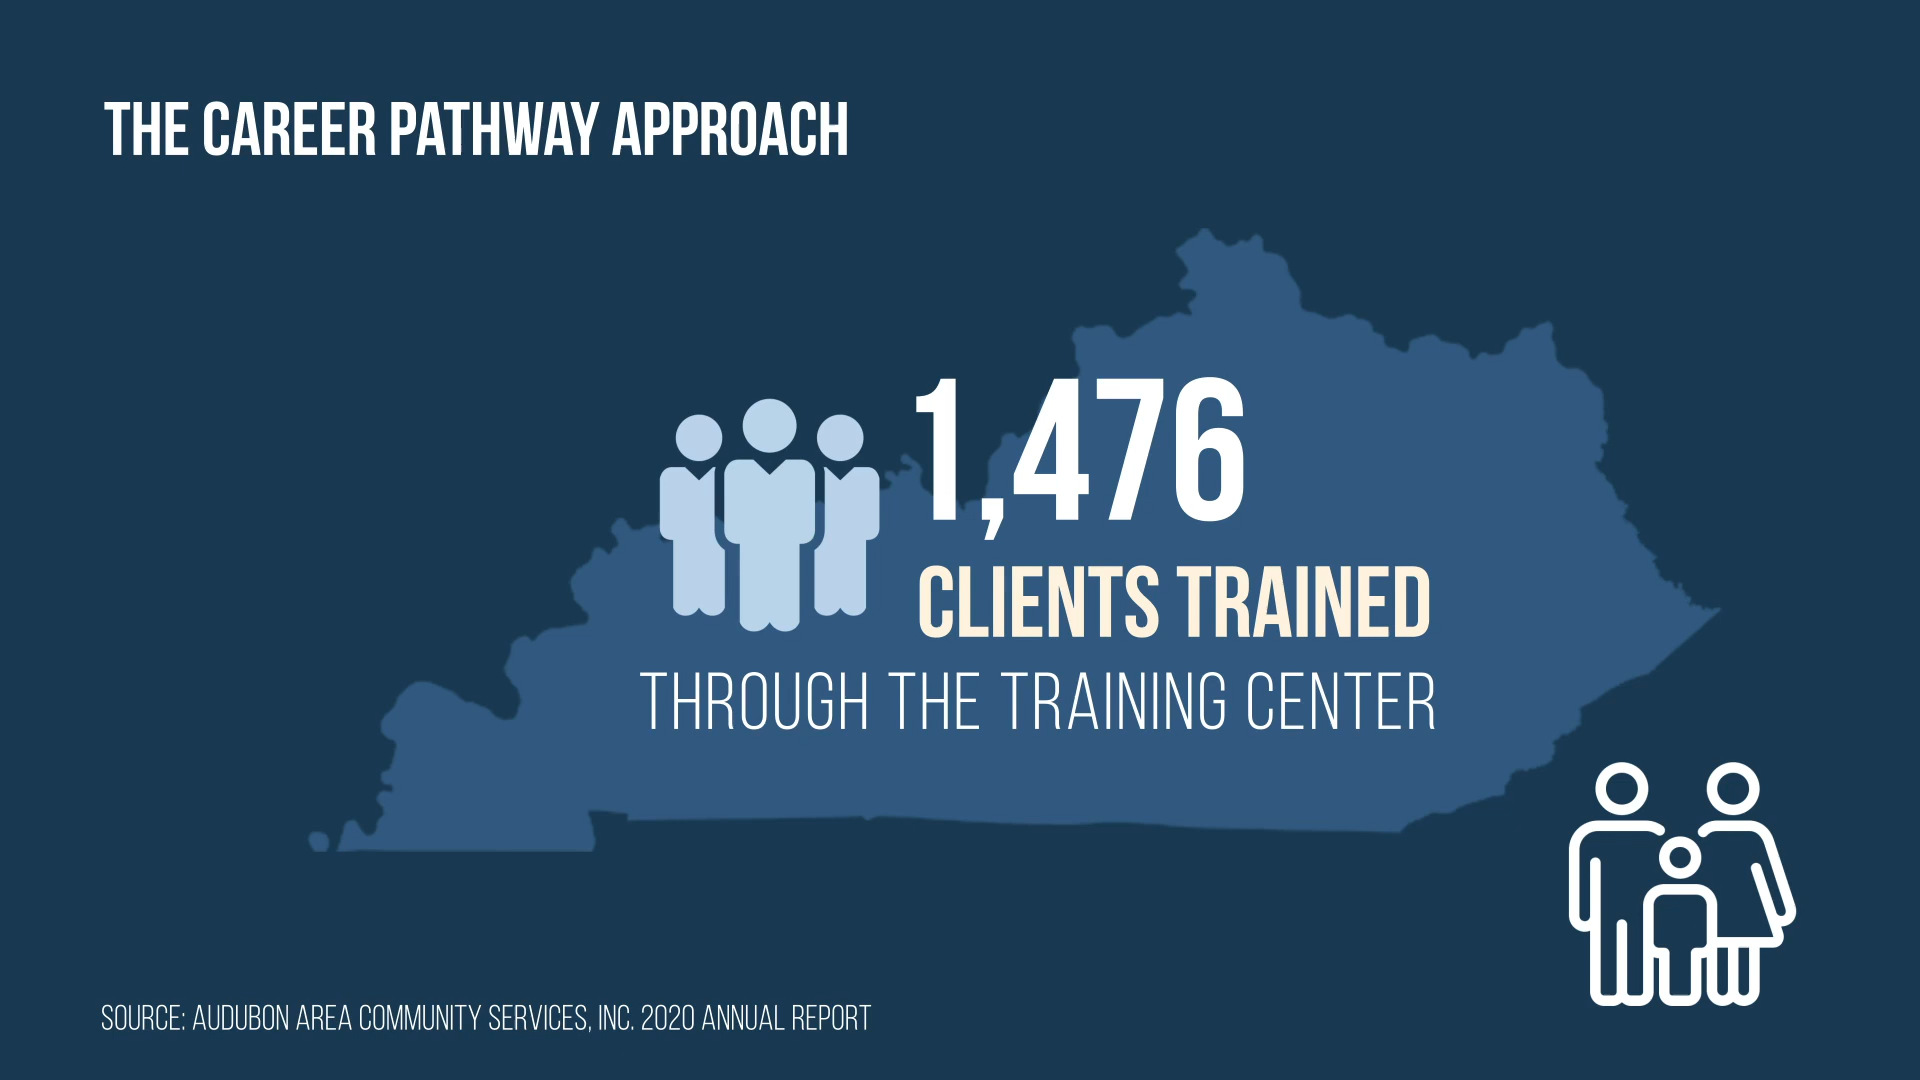 THE CAREER PATHWAY APPROACH
1,476
CLIENTS TRAINED
THROUGH THE TRAINING CENTER
SOURCE: AUDUBON AREA COMMUNITY SERVICES, INC. 2020 ANNUAL REPORT